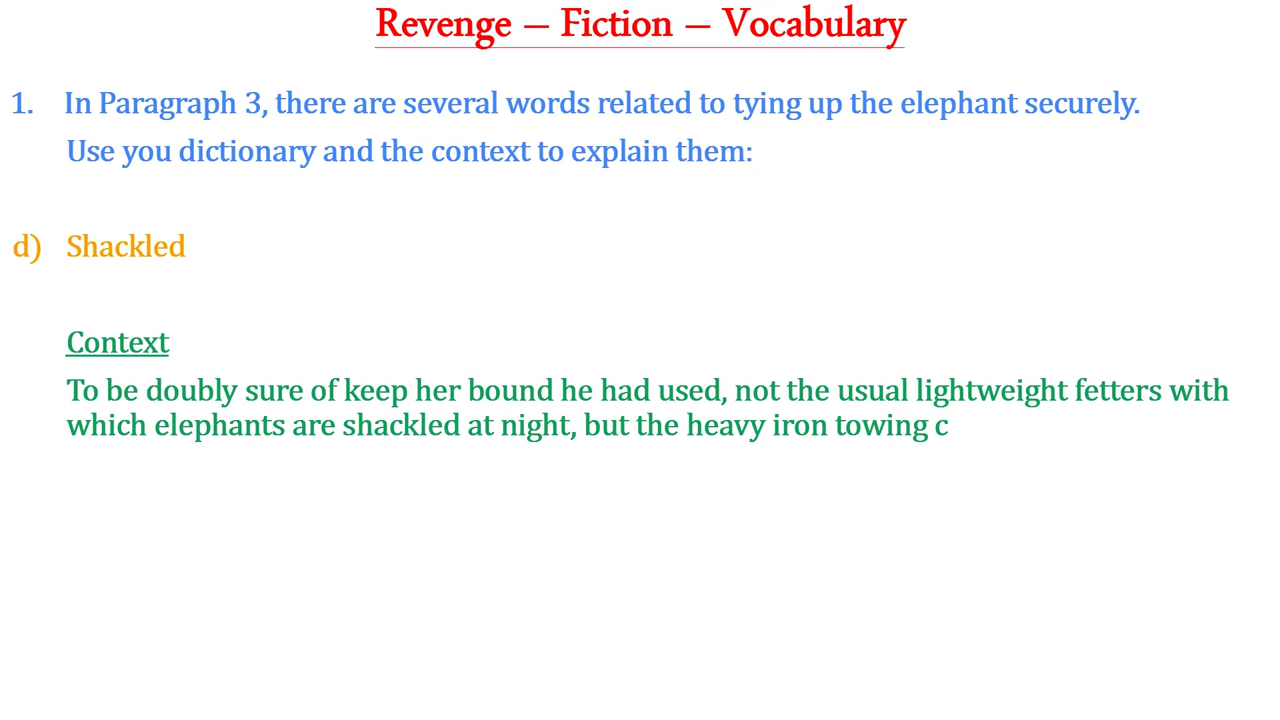 Revenge – Fiction – Vocabulary
1. In Paragraph 3, there are several words related to tying up the elephant securely.
Use you dictionary and the context to explain them:
d) Shackled
Context
To be doubly sure of keep her bound he had used, not the usual lightweight fetters with
which elephants are shackled at night, but the heavy iron towing c